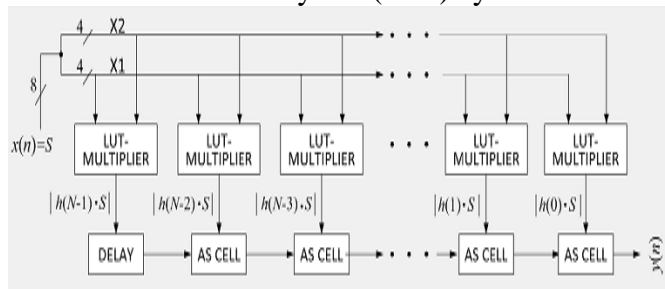 4 X2
4 X1
8
x(n)=S
LUT-MULTIPLIER LUT-MULTIPLIER LUT-MULTIPLIER • • • LUT-MULTIPLIER LUT-MULTIPLIER
|h(N-1)•S| |h(N-2)•S| |h(N-3)•S| |h(1)•S| |h(0)•S|
DELAY AS CELL AS CELL • • • AS CELL AS CELL
y(n)